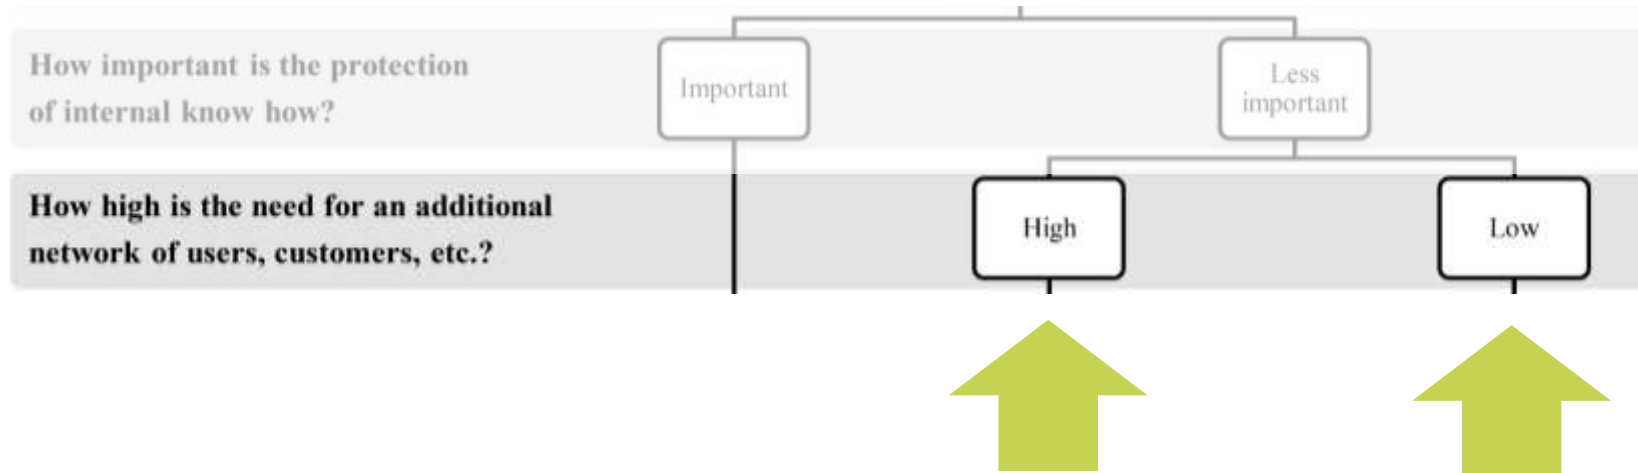 How important is the protection
of internal know how?
Important
Less
important
How high is the need for an additional
network of users, customers, etc.?
High
Low